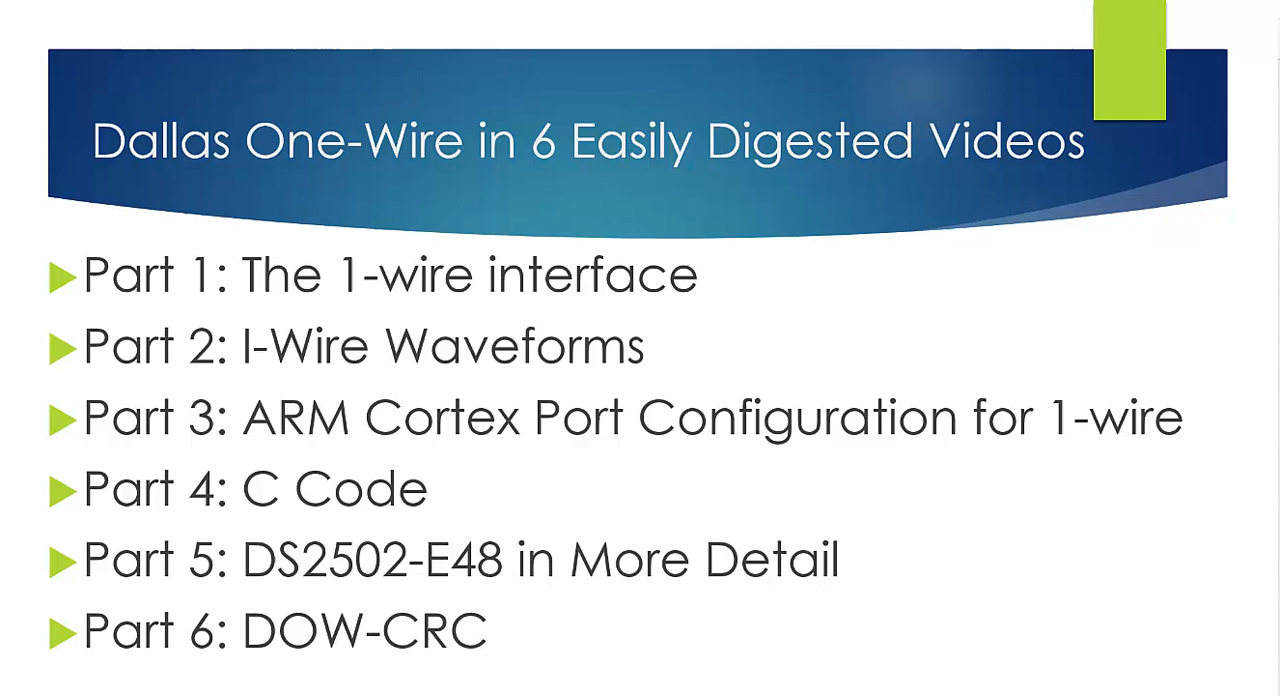 Dallas One-Wire in 6 Easily Digested Videos
Part 1: The 1-wire interface
Part 2: I-Wire Waveforms
Part 3: ARM Cortex Port Configuration for 1-wire
Part 4: C Code
Part 5: DS2502-E48 in More Detail
Part 6: DOW-CRC